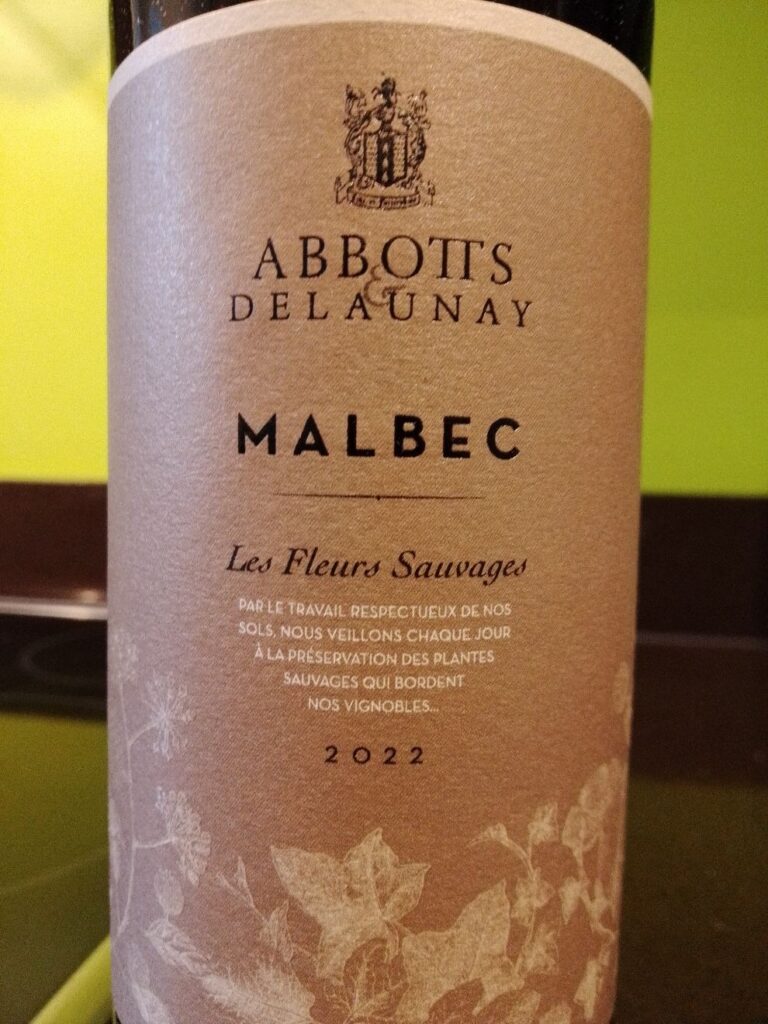 ABBOTTS
&
DELAUNAY
MALBEC
Les Fleurs Sauvages
PAR LE TRAVAIL RESPECTUEUX DE NOS
SOLS, NOUS VEILLONS CHAQUE JOUR
À LA PRÉSERVATION DES PLANTES
SAUVAGES QUI BORDENT
NOS VIGNOBLES...
2022